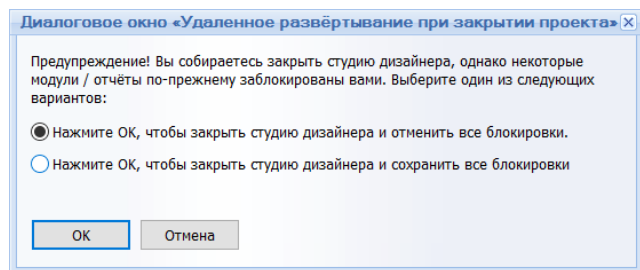 Диалоговое окно «Удаленное развёртывание при закрытии проекта»
Предупреждение! Вы собираетесь закрыть студию дизайнера, однако некоторые
модули / отчёты по-прежнему заблокированы вами. Выберите один из следующих
вариантов:
Нажмите ОК, чтобы закрыть студию дизайнера и отменить все блокировки.
Нажмите ОК, чтобы закрыть студию дизайнера и сохранить все блокировки
ОК Отмена